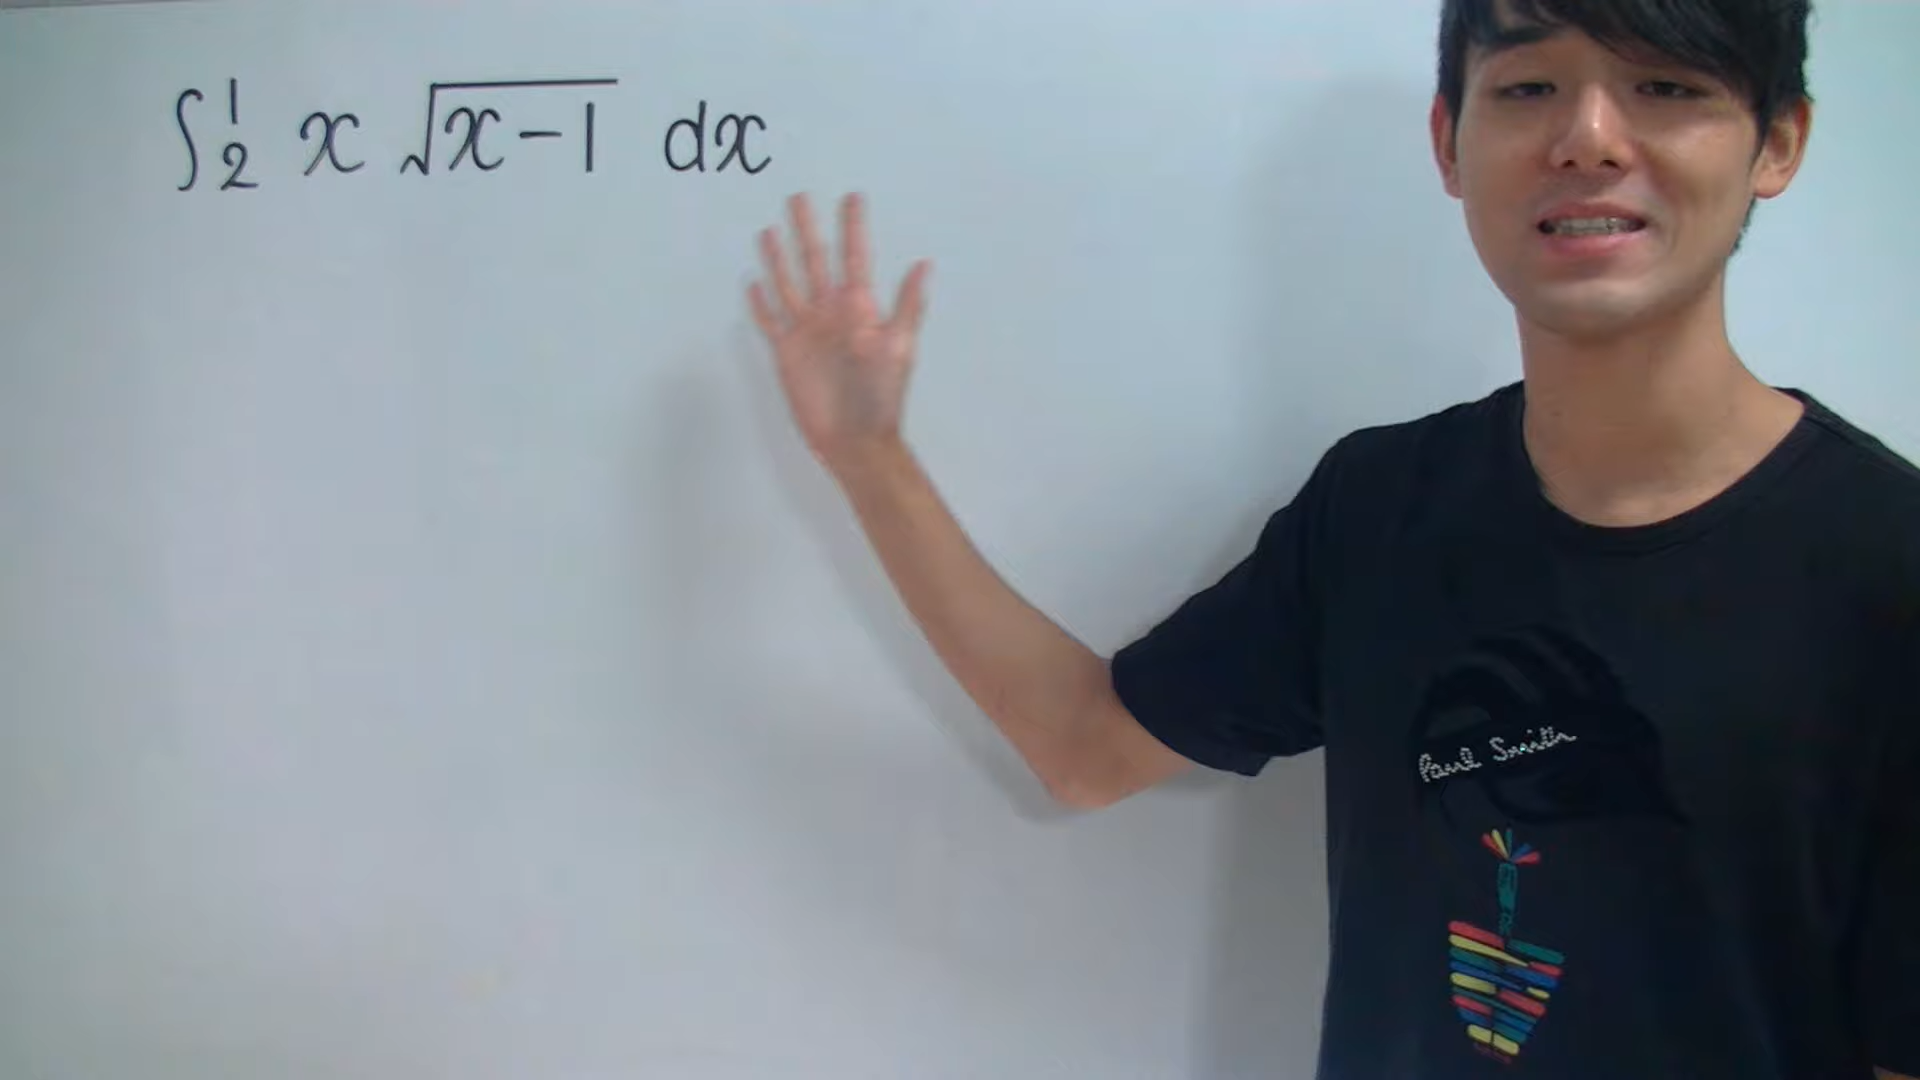 ∫₂¹ x √(x-1) dx
Paul Smith